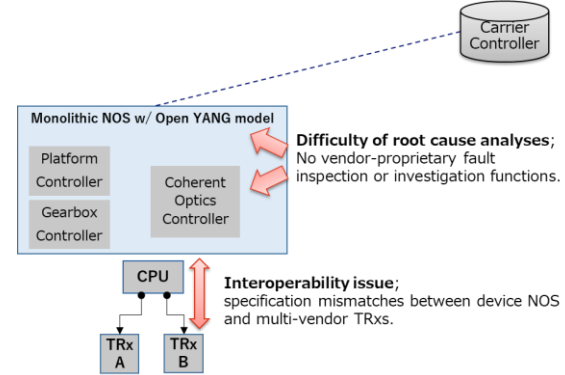 Carrier
Controller
Monolithic NOS w/ Open YANG model
Platform
Controller
Gearbox
Controller
Coherent
Optics
Controller
Difficulty of root cause analyses;
No vendor-proprietary fault
inspection or investigation functions.
CPU
Interoperability issue;
specification mismatches between device NOS
and multi-vendor TRxs.
TRx
A
TRx
B